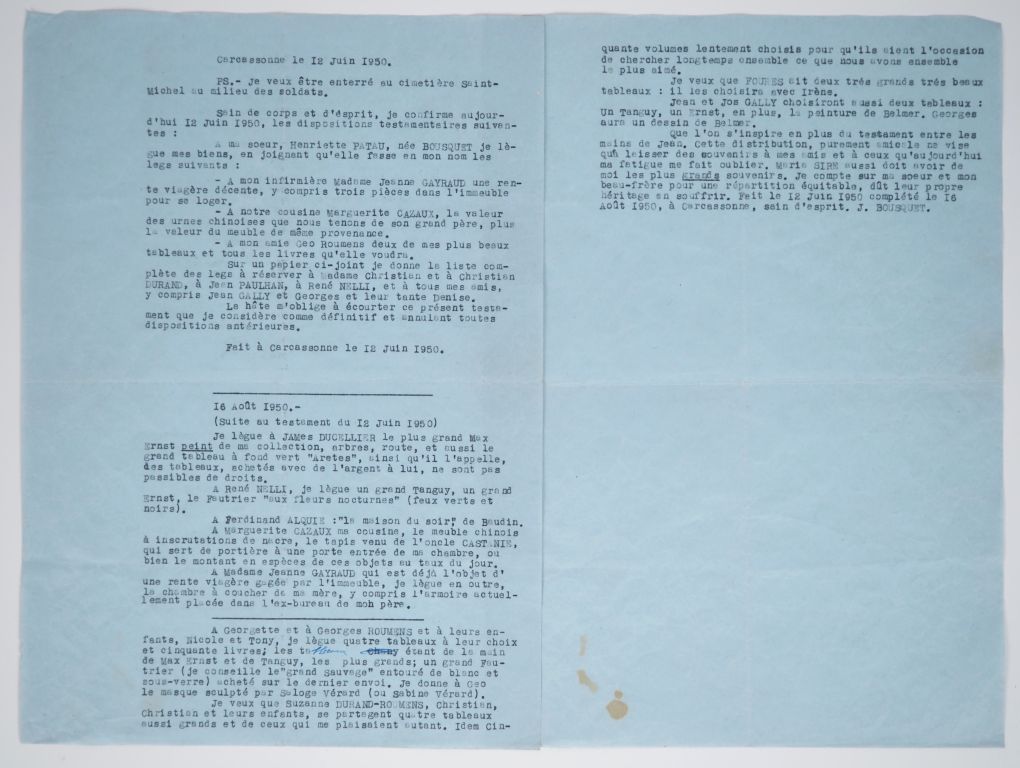 Carcassonne le 12 Juin 1950.
PS.- Je veux être enterré au cimetière Saint-
Michel au milieu des soldats.
Sain de corps et d'ésprit, je confirme aujour-
d'hui 12 Juin 1950, les dispositions testamentaires suivan-
tes :
A ma soeur, Henriette PATAU, née BOUSQUET je lè-
gue mes biens, en joignant qu'elle fasse en mon nom les
legs suivants :
- A mon infirmière Madame Jeanne GAYRAUD une ren-
te viagère décente, y compris trois pièces dans l'immeuble
pour se loger.
- A notre cousine Marguerite CAZAUX, la valeur
des urnes chinoises que nous tenons de son grand père, plus
la valeur du meuble de même provenance.
- A mon amie Geo Roumens deux de mes plus beaux
tableaux et tous les livres qu'elle voudra.
Sur un papier ci-joint je donne la liste com-
plète des legs à réserver à Madame Christian et à Christian
DURAND, à Jean PAULHAN, à René NELLI, et à tous mes amis,
y compris Jean GALLY et Georges et leur tante Denise.
La hâte m'oblige à écourter ce présent testa-
ment que je considère comme définitif et annulant toutes
dispositions antérieures.
Fait à Carcassonne le 12 Juin 1950.
16 Août 1950.-
(Suite au testament du 12 Juin 1950)
Je lègue à JAMes DUCELLIER le plus grand Max
Ernst peint de ma collection, arbres, route, et aussi le
grand tableau à fond vert "Aretes", ainsi qu'il l'appelle,
des tableaux, achetés avec de l'argent à lui, ne sont pas
passibles de droits.
A René NELLI, je lègue un grand Tanguy, un grand
Ernst, le Fautrier "aux fleurs nocturnes" (feux verts et
noirs).
A Ferdinand ALQUIE :"la maison du soir" de Baudin.
A Marguerite CAZAUX ma cousine, le meuble chinois
à inscrutations de nacre, le tapis venu de l'oncle CASTANIE,
qui sert de portière à une porte entrée de ma chambre, ou
bien le montant en espèces de ces objets au taux du jour.
A Madame Jeanne GAYRAUD qui est déjà l'objet d'
une rente viagère gagée par l'immeuble, je lègue en outre,
la chambre à coucher de ma mère, y compris l'armoire actuel-
lement placée dans l'ex-bureau de moh père.
A Georgette et à Georges ROUMENS et à leurs en-
fants, Nicole et Tony, je lègue quatre tableaux à leur choix
et cinquante livres; les ta étant de la main
de Max Ernst et de Tanguy, les plus grands; un grand Fau-
trier (je conseille le"grand Sauvage" entouré de blanc et
sous-verre) acheté sur le dernier envoi. Je donne à Geo
le masque sculpté par Saloge Vérard (ou Sabine Vérard).
Je veux que Suzanne DURAND-ROUMENS, Christian,
Christian et leurs enfants, se partagent quatre tableaux
aussi grands et de ceux qui me plaisaient autant. Idem Cin-
quante volumes lentement choisis pour qu'ils aient l'occasion
de chercher longtemps ensemble ce que nous avons ensemble
le plus aimé.
Je veux que FOURES ait deux trés grands trés beaux
tableaux : il les choisira avec Irène.
Jean et Jos GALLY choisiront aussi deux tableaux :
Un Tanguy, un Ernst, en plus, la peinture de Belmer. Georges
aura un dessin de Belmer.
Que l'on s'inspire en plus du testament entre les
mains de Jean. Cette distribution, purement amicale ne vise
quà laisser des souvenirs à mes amis et à ceux qu'aujourd'hui
ma fatigue me fait oublier. Maria SIRE aussi doit avoir de
moi les plus grands souvenirs. Je compte sur ma soeur et mon
beau-frère pour une répartition équitable, dût leur propre
héritage en souffrir. Fait le 12 Juin 1950 complété le 16
Août 1950, à Carcassonne, sain d'esprit. J. BOUSQUET.